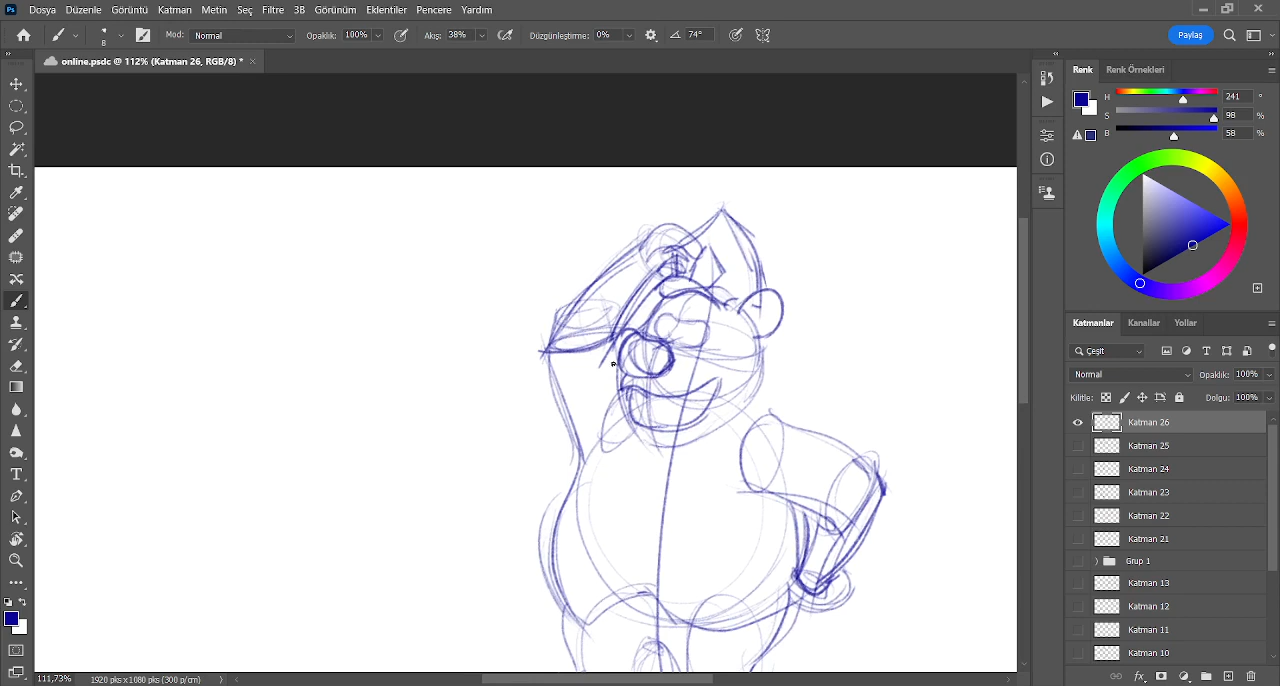 Ps Dosya Düzenle Görüntü Katman Metin Seç Filtre 3B Görünüm Eklentiler Pencere Yardım
8 Mod: Normal Opaklık: 100% Akış: 38% Düzgünleştirme: 0% 74° Paylaş
online.psdc @ 112% (Katman 26, RGB/8) *
Renk Renk Örnekleri
H 241 °
S 98 %
B 58 %
Katmanlar Kanallar Yollar
Çeşit
Normal Opaklık: 100%
Kilitle: Dolgu: 100%
Katman 26
Katman 25
Katman 24
Katman 23
Katman 22
Katman 21
Grup 1
Katman 13
Katman 12
Katman 11
Katman 10
111,73% 1920 pks x 1080 pks (300 p/cm)